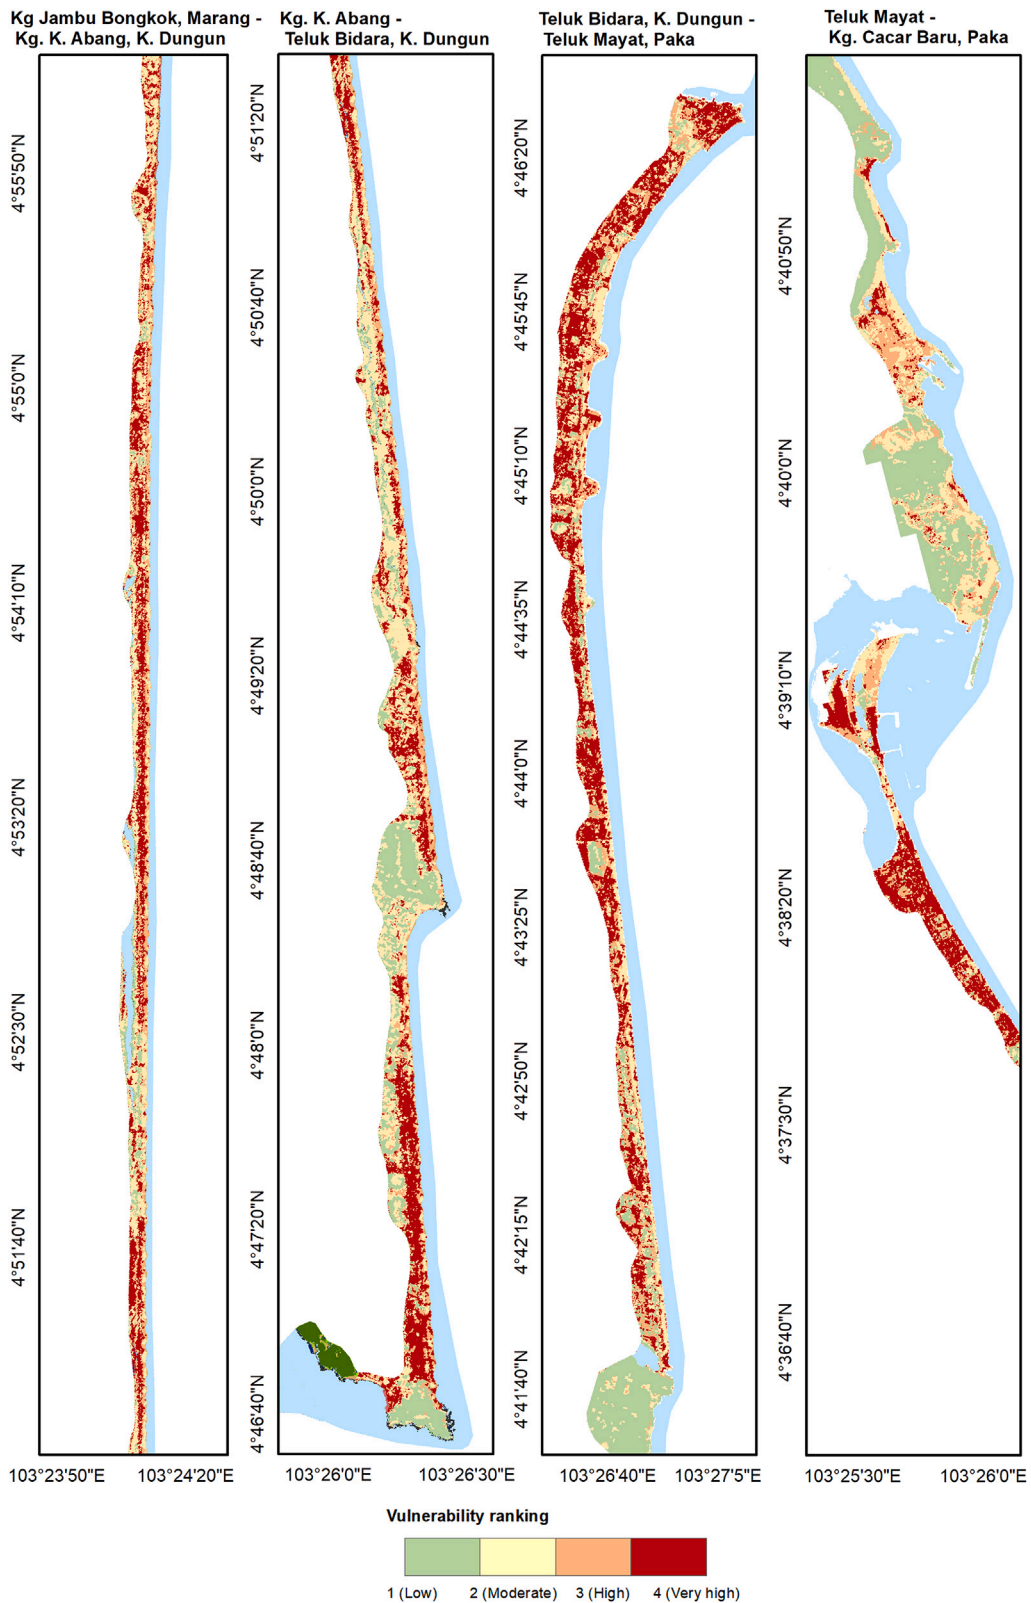 Kg Jambu Bongkok, Marang -
Kg. K. Abang, K. Dungun
Kg. K. Abang -
Teluk Bidara, K. Dungun
Teluk Bidara, K. Dungun -
Teluk Mayat, Paka
Teluk Mayat -
Kg. Cacar Baru, Paka
4°55'50"N
4°55'0"N
4°54'10"N
4°53'20"N
4°52'30"N
4°51'40"N
4°51'20"N
4°50'40"N
4°50'0"N
4°49'20"N
4°48'40"N
4°48'0"N
4°47'20"N
4°46'40"N
4°46'20"N
4°45'45"N
4°45'10"N
4°44'35"N
4°44'0"N
4°43'25"N
4°42'50"N
4°42'15"N
4°41'40"N
4°40'50"N
4°40'0"N
4°39'10"N
4°38'20"N
4°37'30"N
4°36'40"N
103°23'50"E 103°24'20"E
103°26'0"E 103°26'30"E
103°26'40"E 103°27'5"E
103°25'30"E 103°26'0"E
Vulnerability ranking
1 (Low) 2 (Moderate) 3 (High) 4 (Very high)